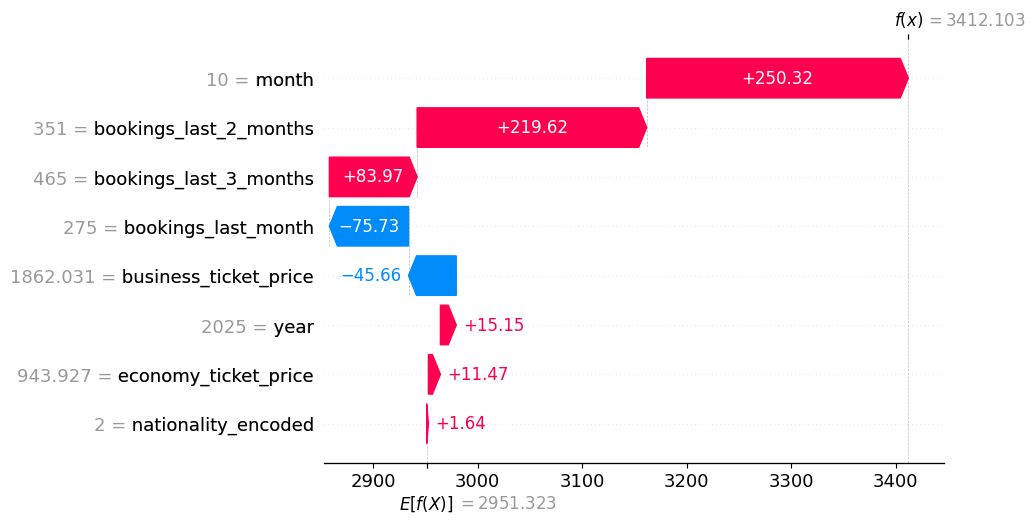 f(x) = 3412.103
10 = month
+250.32
351 = bookings_last_2_months
+219.62
465 = bookings_last_3_months
+83.97
275 = bookings_last_month
−75.73
1862.031 = business_ticket_price
−45.66
2025 = year
+15.15
943.927 = economy_ticket_price
+11.47
2 = nationality_encoded
+1.64
2900 3000 3100 3200 3300 3400
E[f(X)] = 2951.323